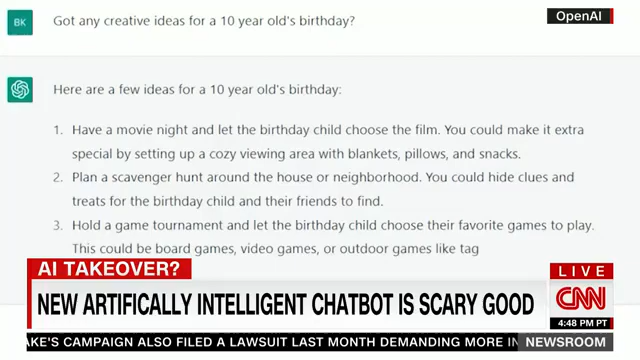 OpenAI
BK
Got any creative ideas for a 10 year old's birthday?
Here are a few ideas for a 10 year old's birthday:
1. Have a movie night and let the birthday child choose the film. You could make it extra
special by setting up a cozy viewing area with blankets, pillows, and snacks.
2. Plan a scavenger hunt around the house or neighborhood. You could hide clues and
treats for the birthday child and their friends to find.
3. Hold a game tournament and let the birthday child choose their favorite games to play.
This could be board games, video games, or outdoor games like tag
AI TAKEOVER?
NEW ARTIFICALLY INTELLIGENT CHATBOT IS SCARY GOOD
LIVE
CNN
4:48 PM PT
AKE'S CAMPAIGN ALSO FILED A LAWSUIT LAST MONTH DEMANDING MORE IN
NEWSROOM